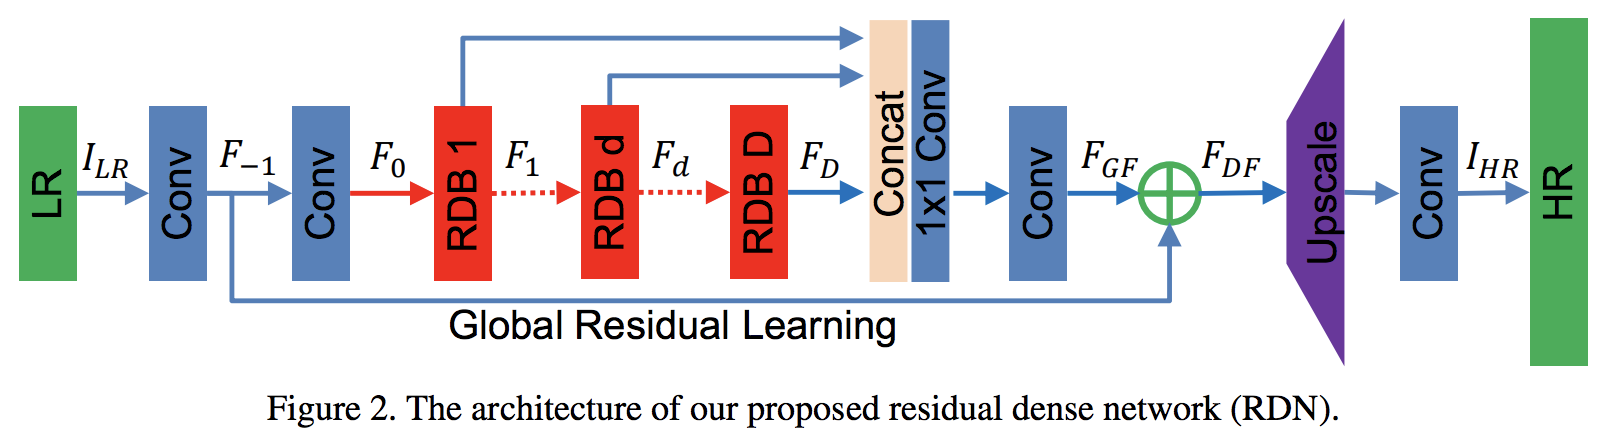 LR
I_{LR}
Conv
F_{−1}
Conv
F_0
RDB 1
F_1
RDB d
F_d
RDB D
F_D
Concat
1x1 Conv
Conv
F_{GF}
F_{DF}
Upscale
Conv
I_{HR}
HR
Global Residual Learning
Figure 2. The architecture of our proposed residual dense network (RDN).